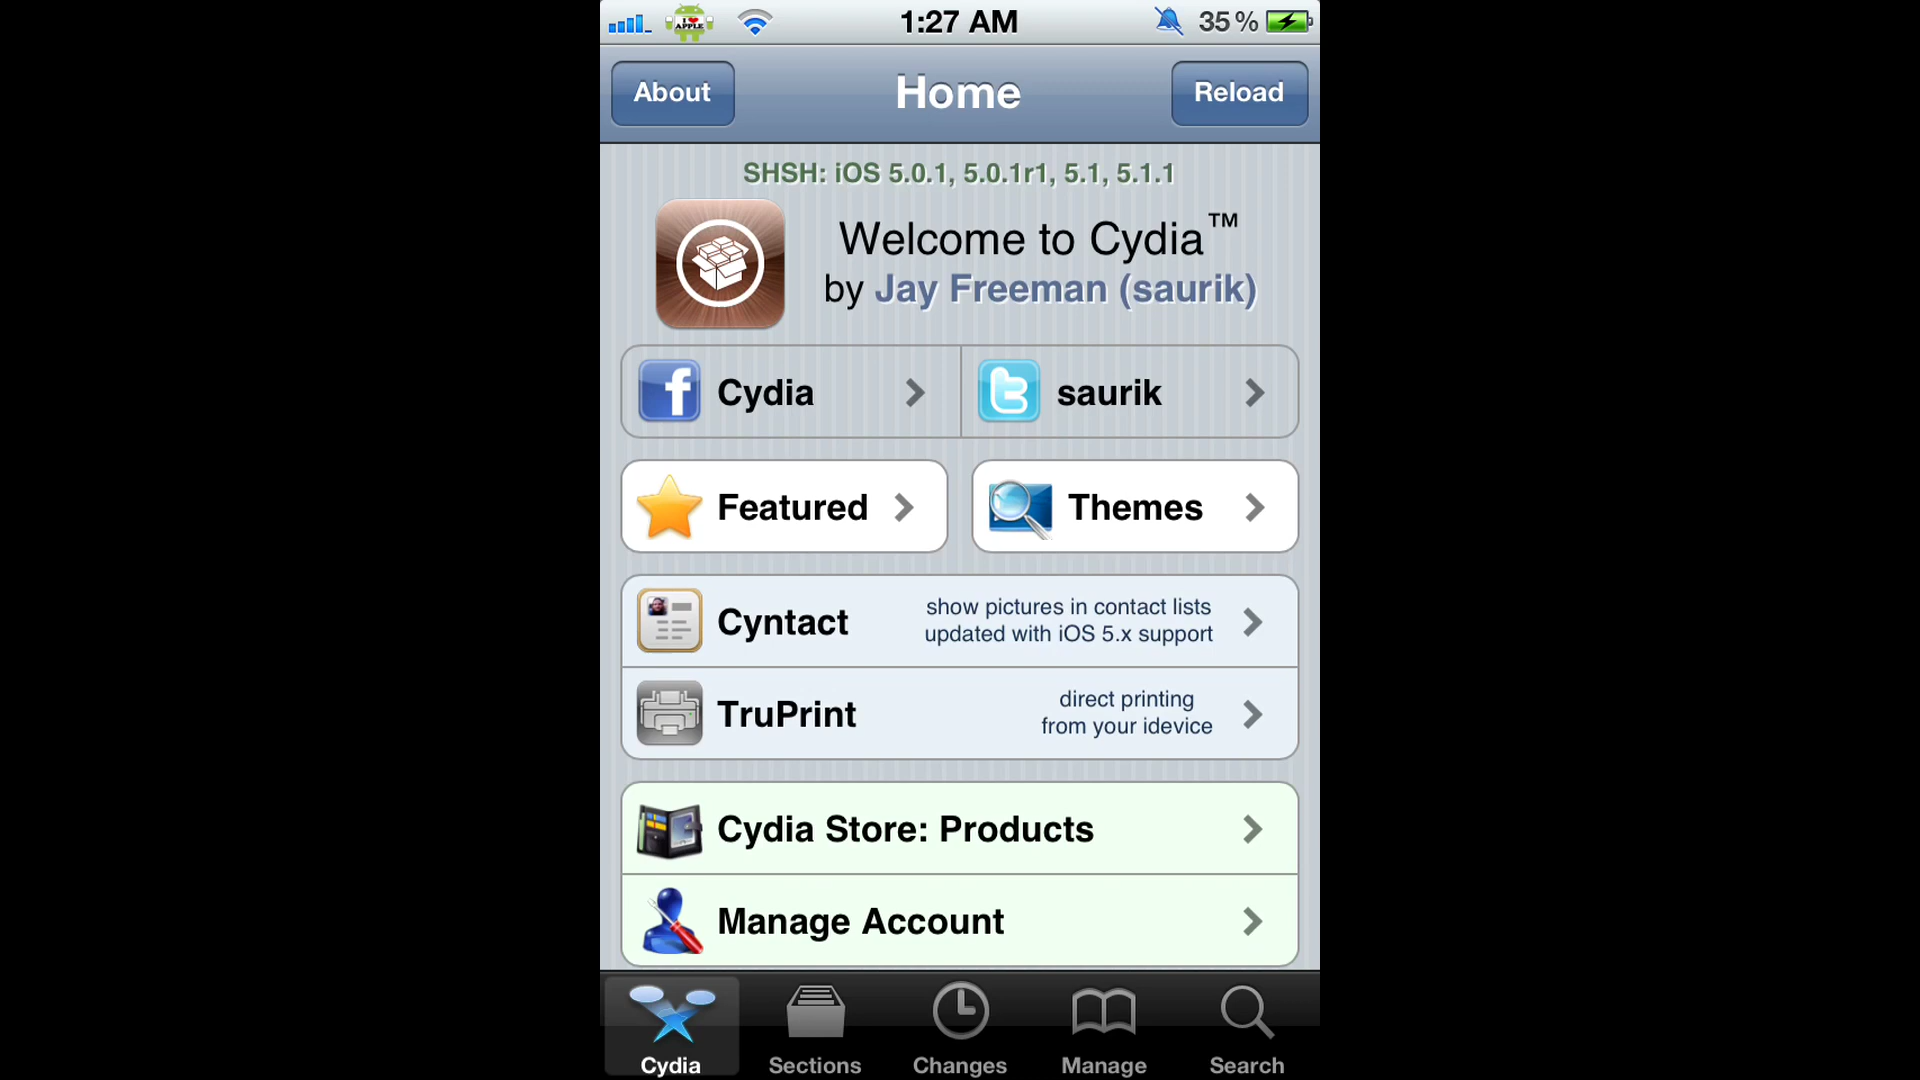 I ♥ APPLE
1:27 AM
35%
About
Home
Reload
SHSH: iOS 5.0.1, 5.0.1r1, 5.1, 5.1.1
Welcome to Cydia™
by Jay Freeman (saurik)
Cydia
saurik
Featured
Themes
Cyntact
show pictures in contact lists
updated with iOS 5.x support
TruPrint
direct printing
from your idevice
Cydia Store: Products
Manage Account
Cydia
Sections
Changes
Manage
Search